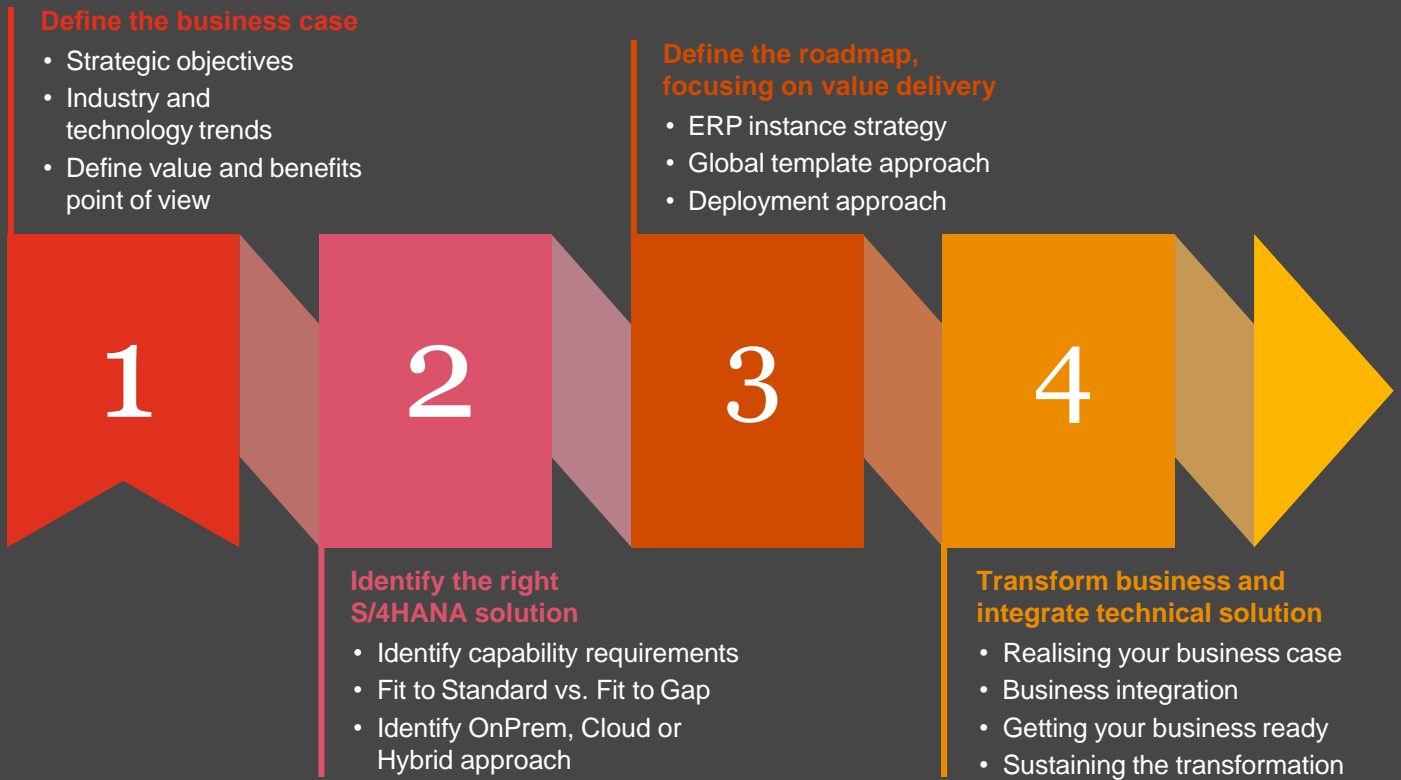 Define the business case
• Strategic objectives
• Industry and
technology trends
• Define value and benefits
point of view
1
2
Identify the right
S/4HANA solution
• Identify capability requirements
• Fit to Standard vs. Fit to Gap
• Identify OnPrem, Cloud or
Hybrid approach
Define the roadmap,
focusing on value delivery
• ERP instance strategy
• Global template approach
• Deployment approach
3
4
Transform business and
integrate technical solution
• Realising your business case
• Business integration
• Getting your business ready
• Sustaining the transformation